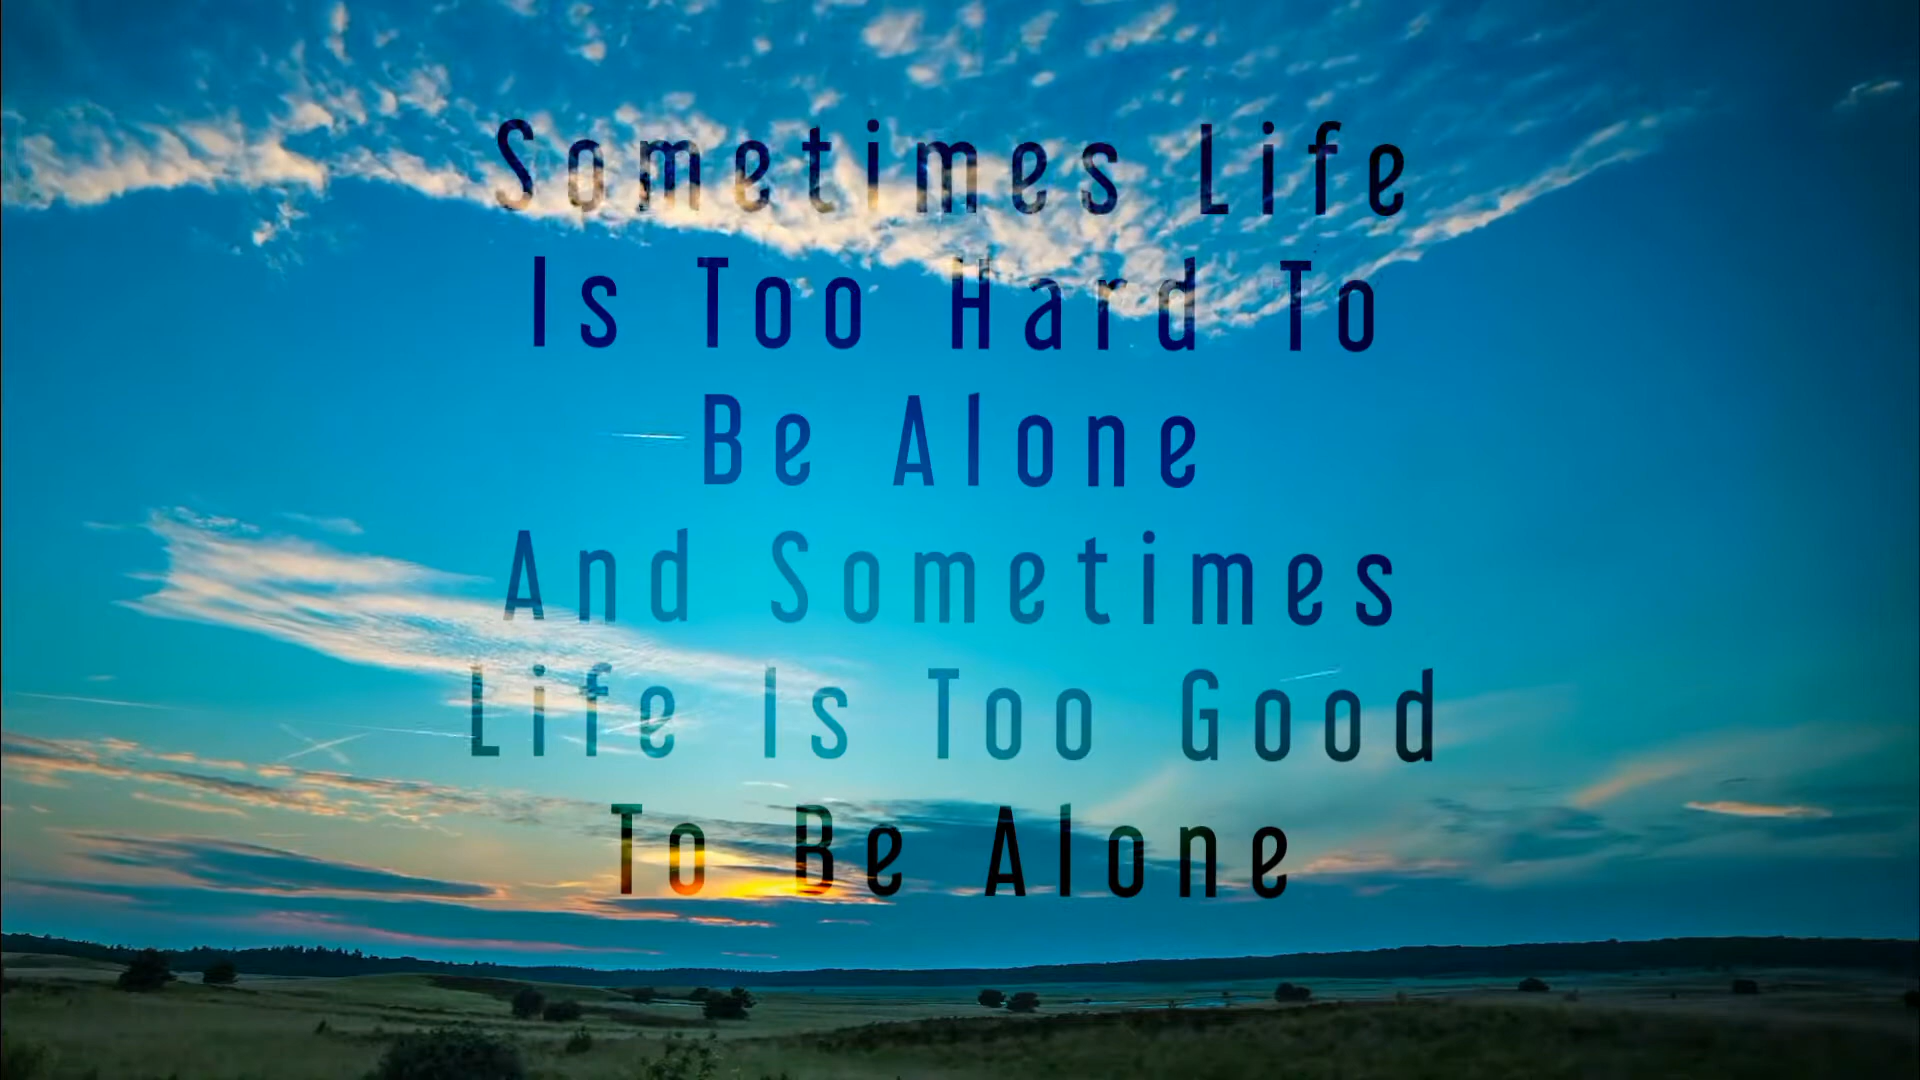 Sometimes Life
Is Too Hard To
Be Alone
And Sometimes
Life Is Too Good
To Be Alone